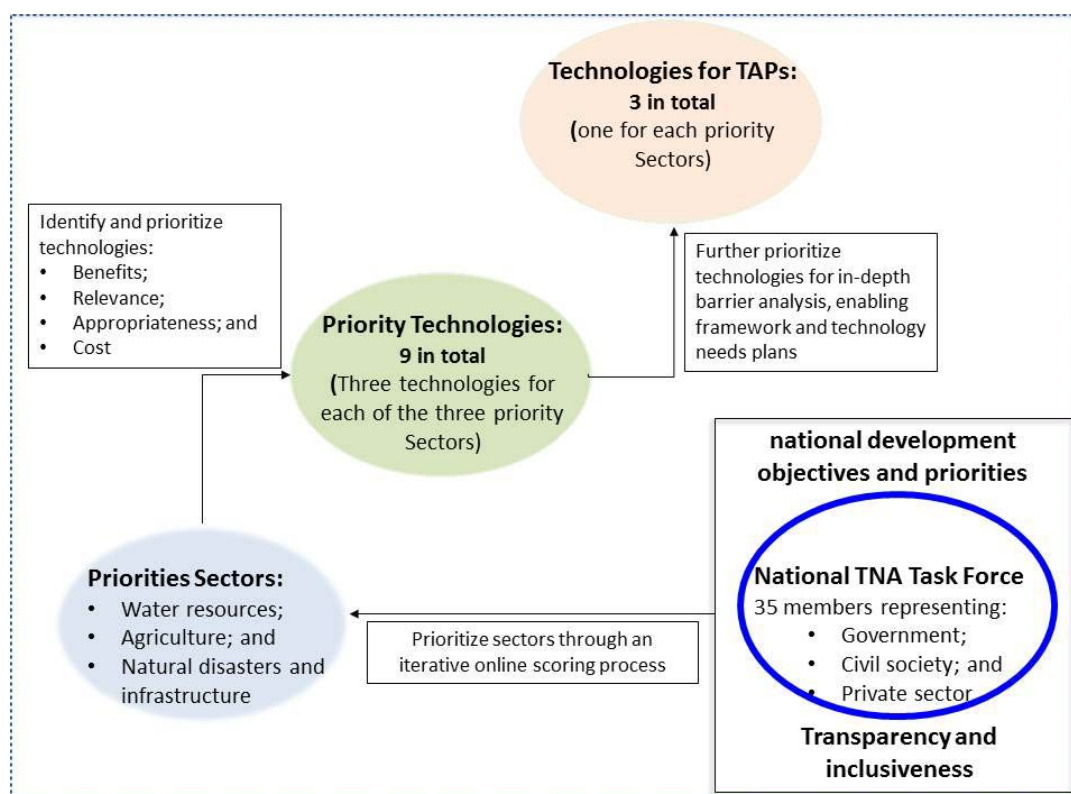 Technologies for TAPs:
3 in total
(one for each priority
Sectors)
Identify and prioritize
technologies:
• Benefits;
• Relevance;
• Appropriateness; and
• Cost
Further prioritize
technologies for in-depth
barrier analysis, enabling
framework and technology
needs plans
Priority Technologies:
9 in total
(Three technologies for
each of the three priority
Sectors)
national development
objectives and priorities
National TNA Task Force
35 members representing:
• Government;
• Civil society; and
• Private sector
Transparency and
inclusiveness
Priorities Sectors:
• Water resources;
• Agriculture; and
• Natural disasters and
infrastructure
Prioritize sectors through an
iterative online scoring process